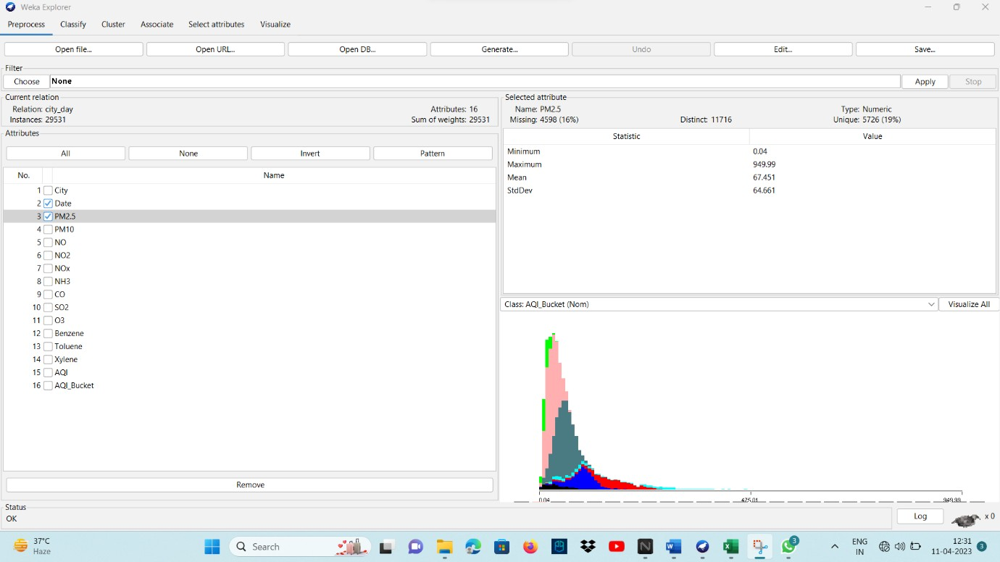 Weka Explorer
Preprocess Classify Cluster Associate Select attributes Visualize
Open file... Open URL... Open DB... Generate... Undo Edit... Save...
Filter
Choose None Apply Stop
Current relation
Relation: city_day Attributes: 16
Instances: 29531 Sum of weights: 29531
Selected attribute
Name: PM2.5 Type: Numeric
Missing: 4598 (16%) Distinct: 11716 Unique: 5726 (19%)
Attributes
All None Invert Pattern
No. Name
1 City
2 Date
3 PM2.5
4 PM10
5 NO
6 NO2
7 NOx
8 NH3
9 CO
10 SO2
11 O3
12 Benzene
13 Toluene
14 Xylene
15 AQI
16 AQI_Bucket
Remove
Statistic Value
Minimum 0.04
Maximum 949.99
Mean 67.451
StdDev 64.661
Class: AQI_Bucket (Nom) Visualize All
0.04 475.01 949.99
Status
OK
Log x 0
37°C
Haze
Search
3
ENG
IN
12:31
11-04-2023
3